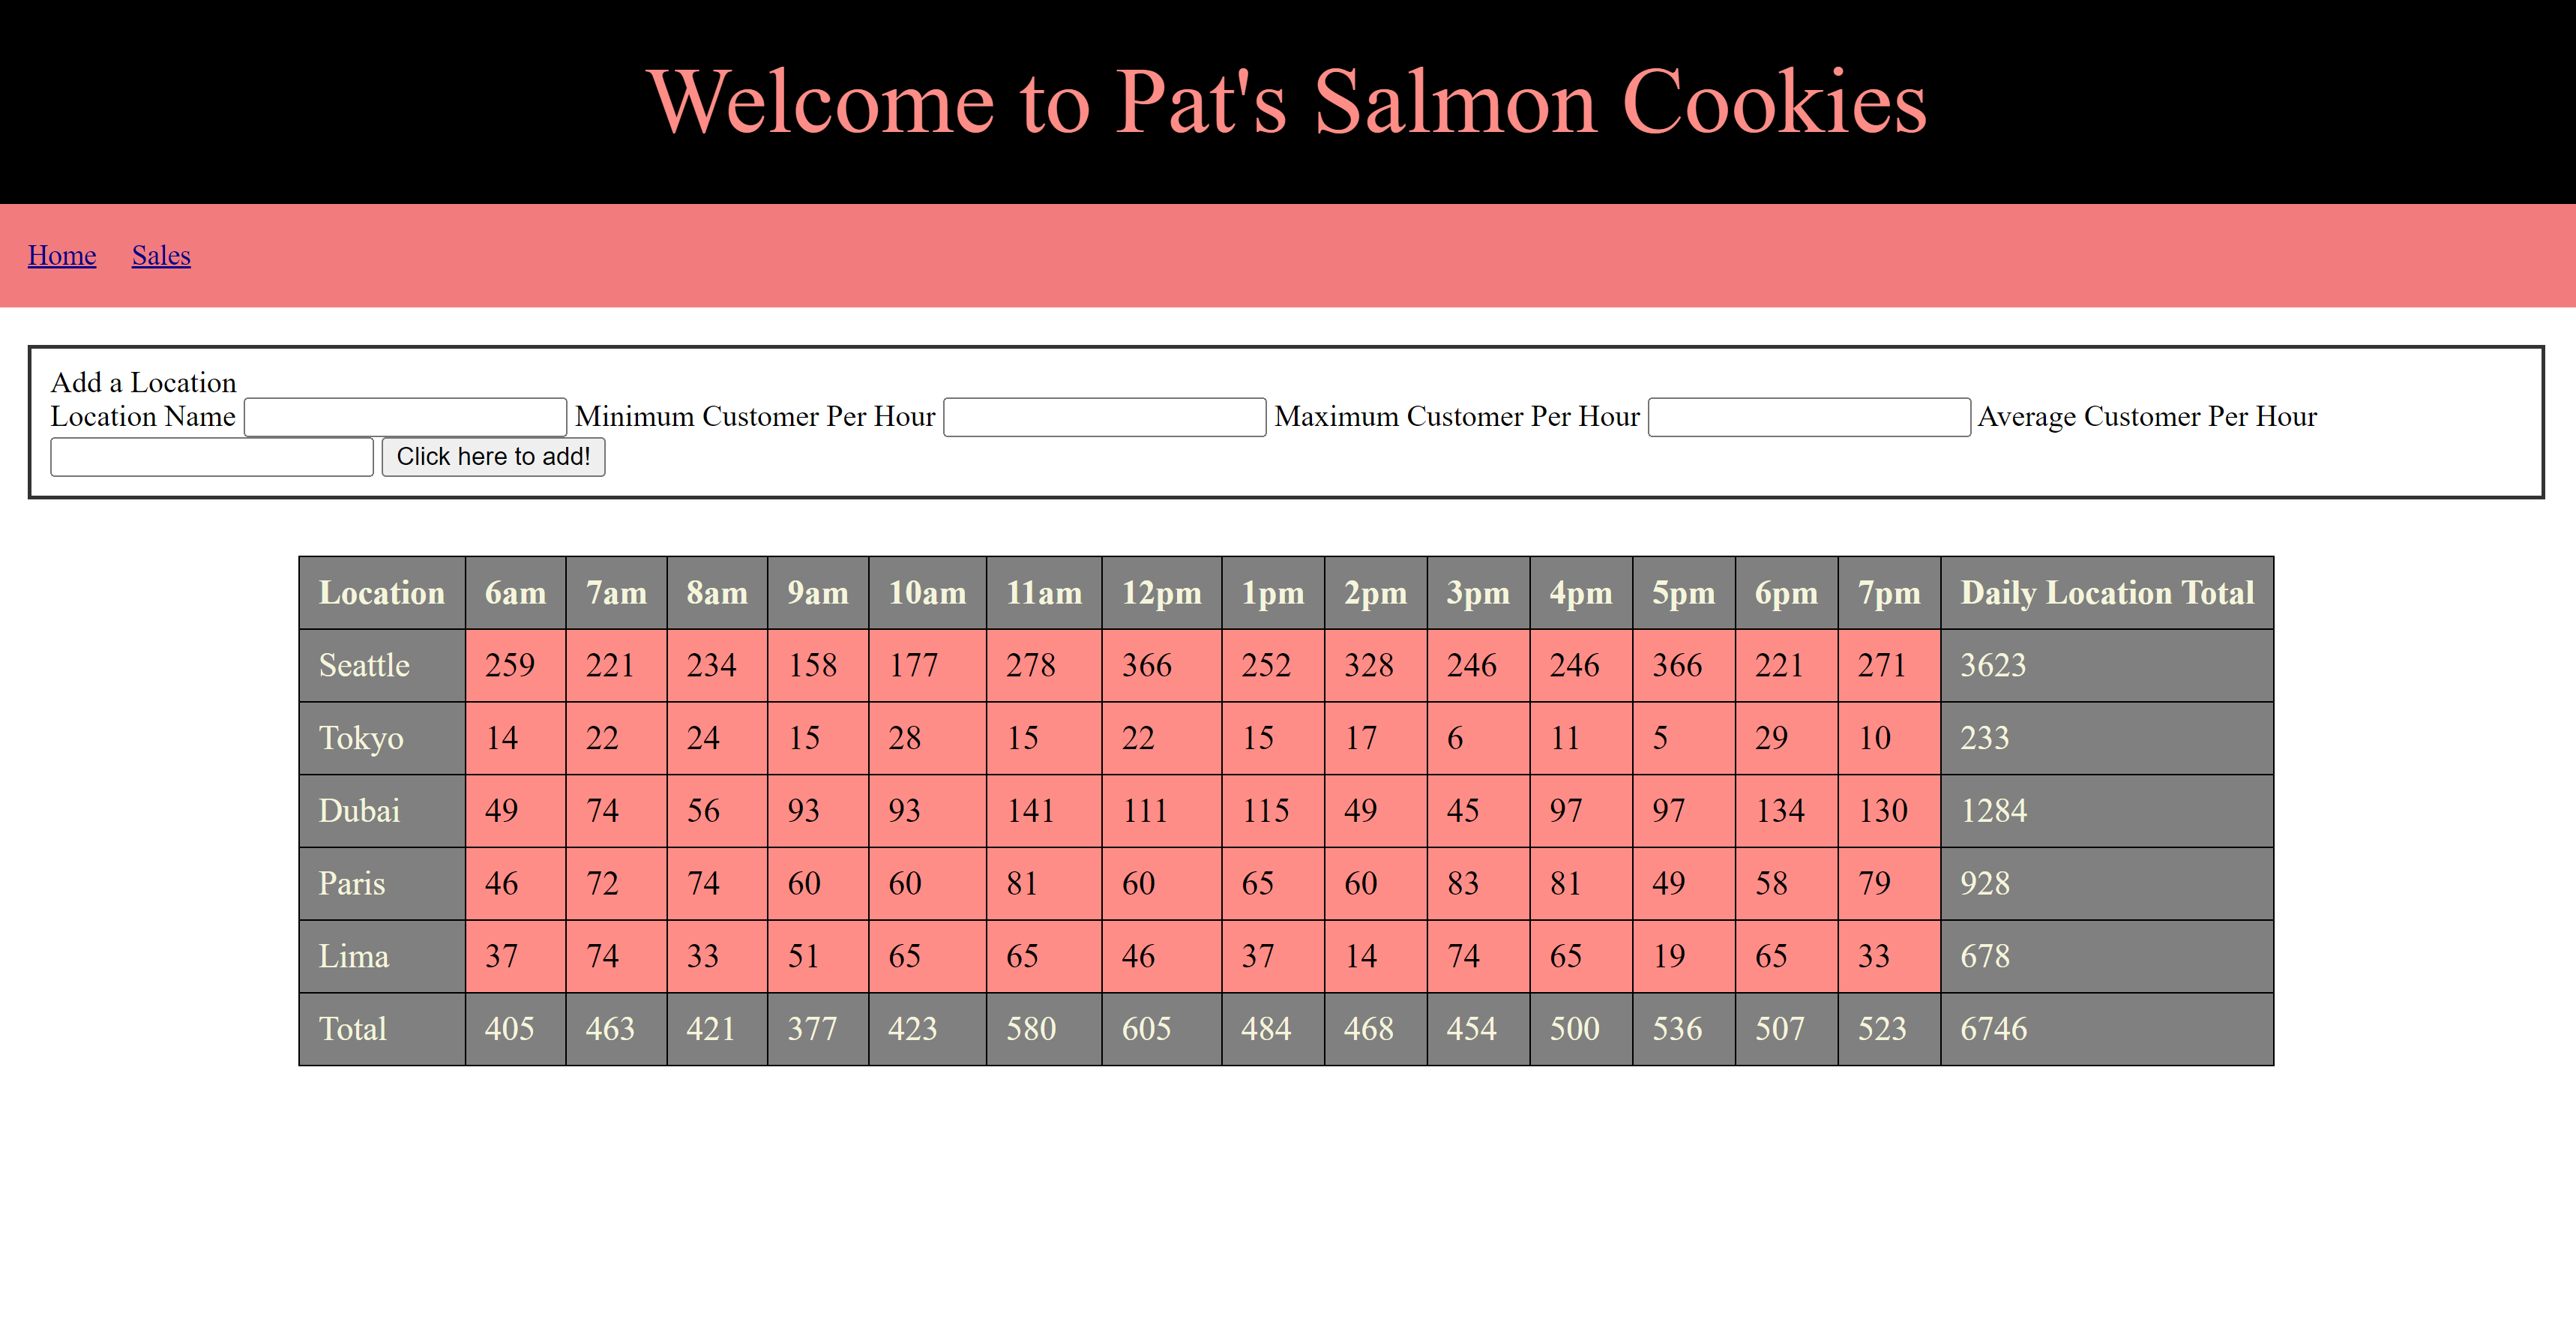 Welcome to Pat's Salmon Cookies
Home Sales
Add a Location
Location Name Minimum Customer Per Hour Maximum Customer Per Hour Average Customer Per Hour
Click here to add!
Location 6am 7am 8am 9am 10am 11am 12pm 1pm 2pm 3pm 4pm 5pm 6pm 7pm Daily Location Total
Seattle 259 221 234 158 177 278 366 252 328 246 246 366 221 271 3623
Tokyo 14 22 24 15 28 15 22 15 17 6 11 5 29 10 233
Dubai 49 74 56 93 93 141 111 115 49 45 97 97 134 130 1284
Paris 46 72 74 60 60 81 60 65 60 83 81 49 58 79 928
Lima 37 74 33 51 65 65 46 37 14 74 65 19 65 33 678
Total 405 463 421 377 423 580 605 484 468 454 500 536 507 523 6746